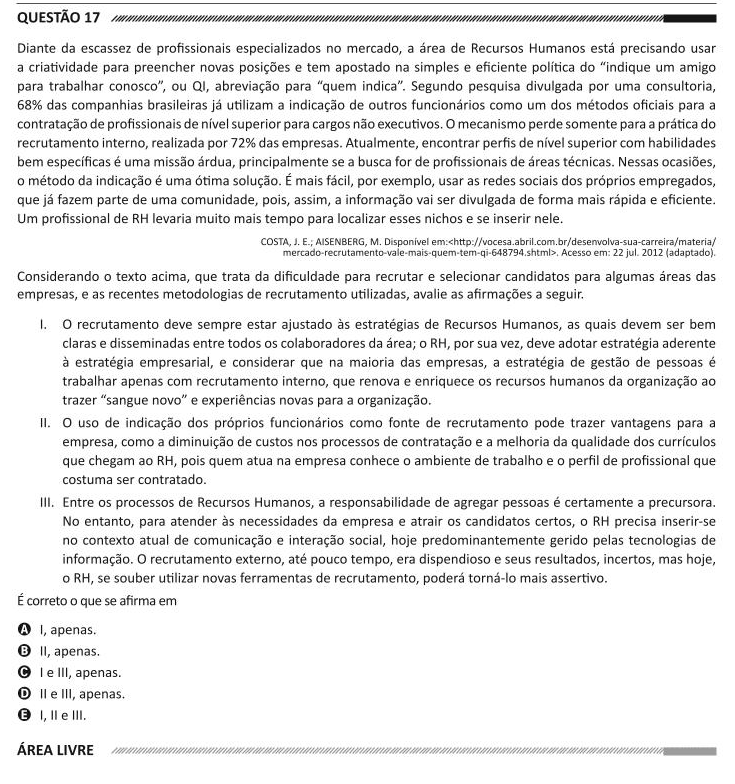 QUESTÃO 17
Diante da escassez de profissionais especializados no mercado, a área de Recursos Humanos está precisando usar
a criatividade para preencher novas posições e tem apostado na simples e eficiente política do “indique um amigo
para trabalhar conosco”, ou QI, abreviação para “quem indica”. Segundo pesquisa divulgada por uma consultoria,
68% das companhias brasileiras já utilizam a indicação de outros funcionários como um dos métodos oficiais para a
contratação de profissionais de nível superior para cargos não executivos. O mecanismo perde somente para a prática do
recrutamento interno, realizada por 72% das empresas. Atualmente, encontrar perfis de nível superior com habilidades
bem específicas é uma missão árdua, principalmente se a busca for de profissionais de áreas técnicas. Nessas ocasiões,
o método da indicação é uma ótima solução. É mais fácil, por exemplo, usar as redes sociais dos próprios empregados,
que já fazem parte de uma comunidade, pois, assim, a informação vai ser divulgada de forma mais rápida e eficiente.
Um profissional de RH levaria muito mais tempo para localizar esses nichos e se inserir nele.
COSTA, J. E.; AISENBERG, M. Disponível em:<http://vocesa.abril.com.br/desenvolva-sua-carreira/materia/
mercado-recrutamento-vale-mais-quem-tem-qi-648794.shtml>. Acesso em: 22 jul. 2012 (adaptado).
Considerando o texto acima, que trata da dificuldade para recrutar e selecionar candidatos para algumas áreas das
empresas, e as recentes metodologias de recrutamento utilizadas, avalie as afirmações a seguir.
I. O recrutamento deve sempre estar ajustado às estratégias de Recursos Humanos, as quais devem ser bem
claras e disseminadas entre todos os colaboradores da área; o RH, por sua vez, deve adotar estratégia aderente
à estratégia empresarial, e considerar que na maioria das empresas, a estratégia de gestão de pessoas é
trabalhar apenas com recrutamento interno, que renova e enriquece os recursos humanos da organização ao
trazer “sangue novo” e experiências novas para a organização.
II. O uso de indicação dos próprios funcionários como fonte de recrutamento pode trazer vantagens para a
empresa, como a diminuição de custos nos processos de contratação e a melhoria da qualidade dos currículos
que chegam ao RH, pois quem atua na empresa conhece o ambiente de trabalho e o perfil de profissional que
costuma ser contratado.
III. Entre os processos de Recursos Humanos, a responsabilidade de agregar pessoas é certamente a precursora.
No entanto, para atender às necessidades da empresa e atrair os candidatos certos, o RH precisa inserir-se
no contexto atual de comunicação e interação social, hoje predominantemente gerido pelas tecnologias de
informação. O recrutamento externo, até pouco tempo, era dispendioso e seus resultados, incertos, mas hoje,
o RH, se souber utilizar novas ferramentas de recrutamento, poderá torná-lo mais assertivo.
É correto o que se afirma em
A I, apenas.
B II, apenas.
C I e III, apenas.
D II e III, apenas.
E I, II e III.
ÁREA LIVRE